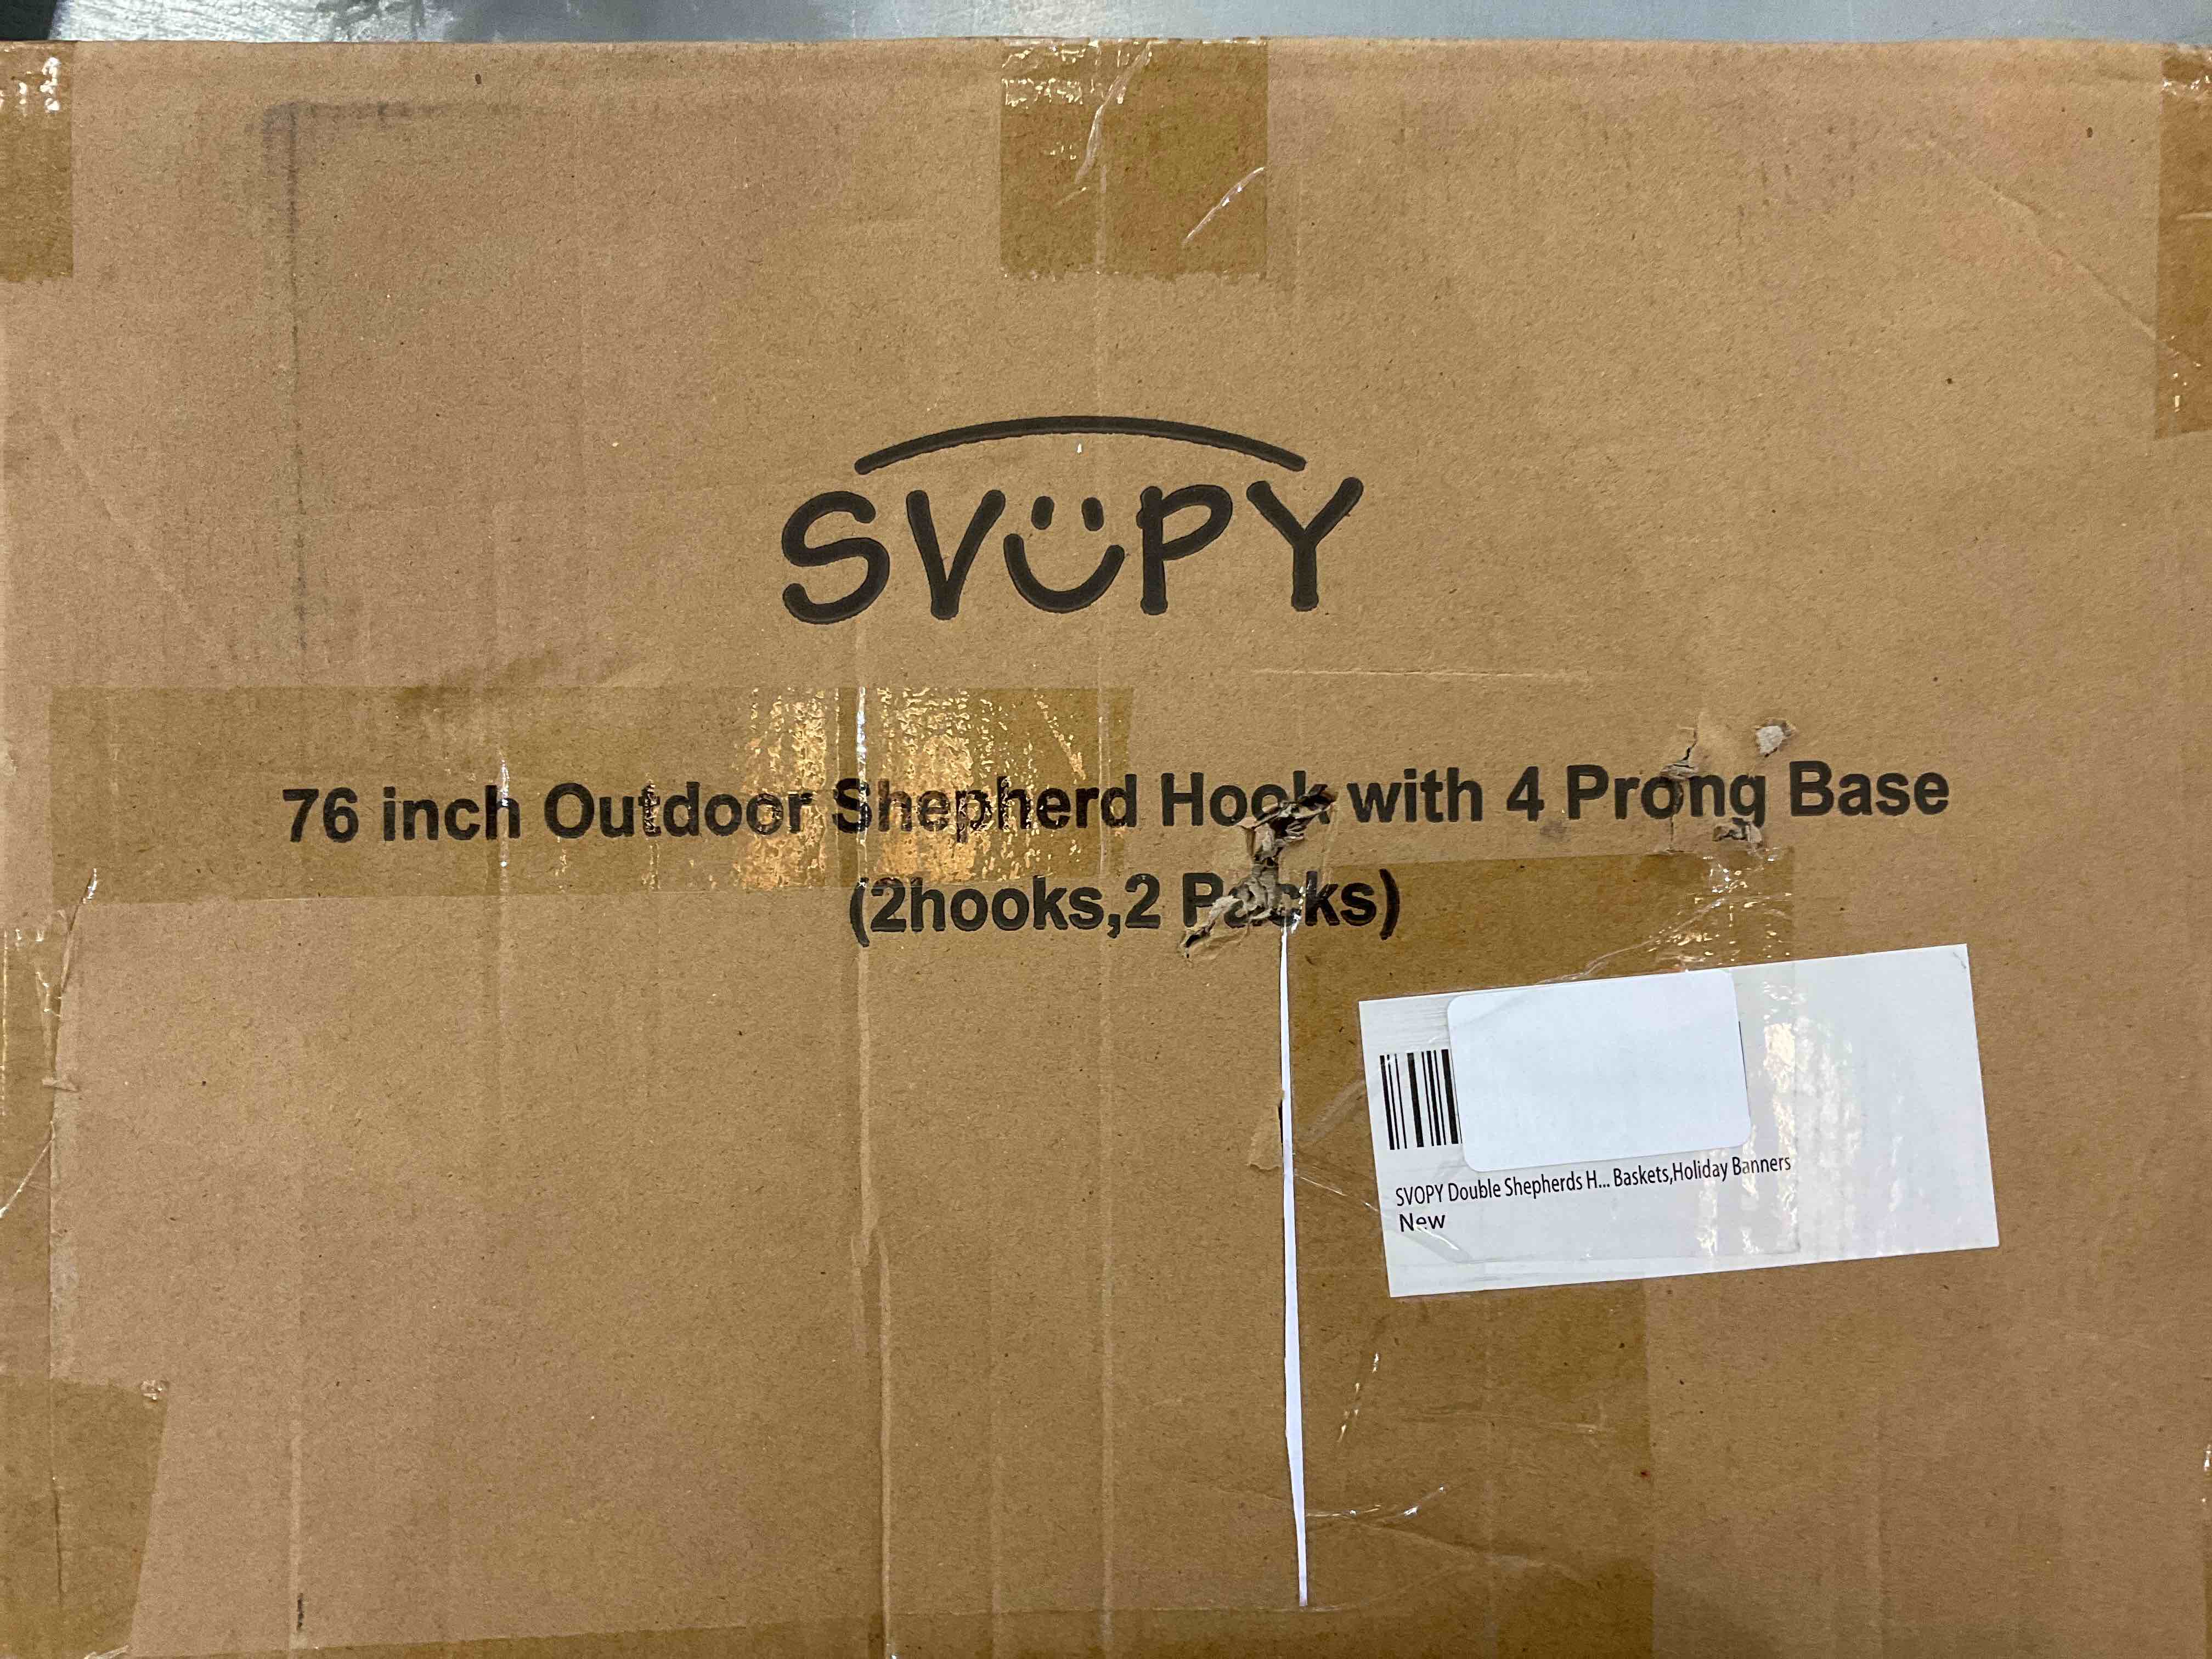 SVOPY
76 inch Outdoor Shepherd Hook with 4 Prong Base
(2hooks,2 Packs)
SVOPY Double Shepherds H... Baskets,Holiday Banners
New